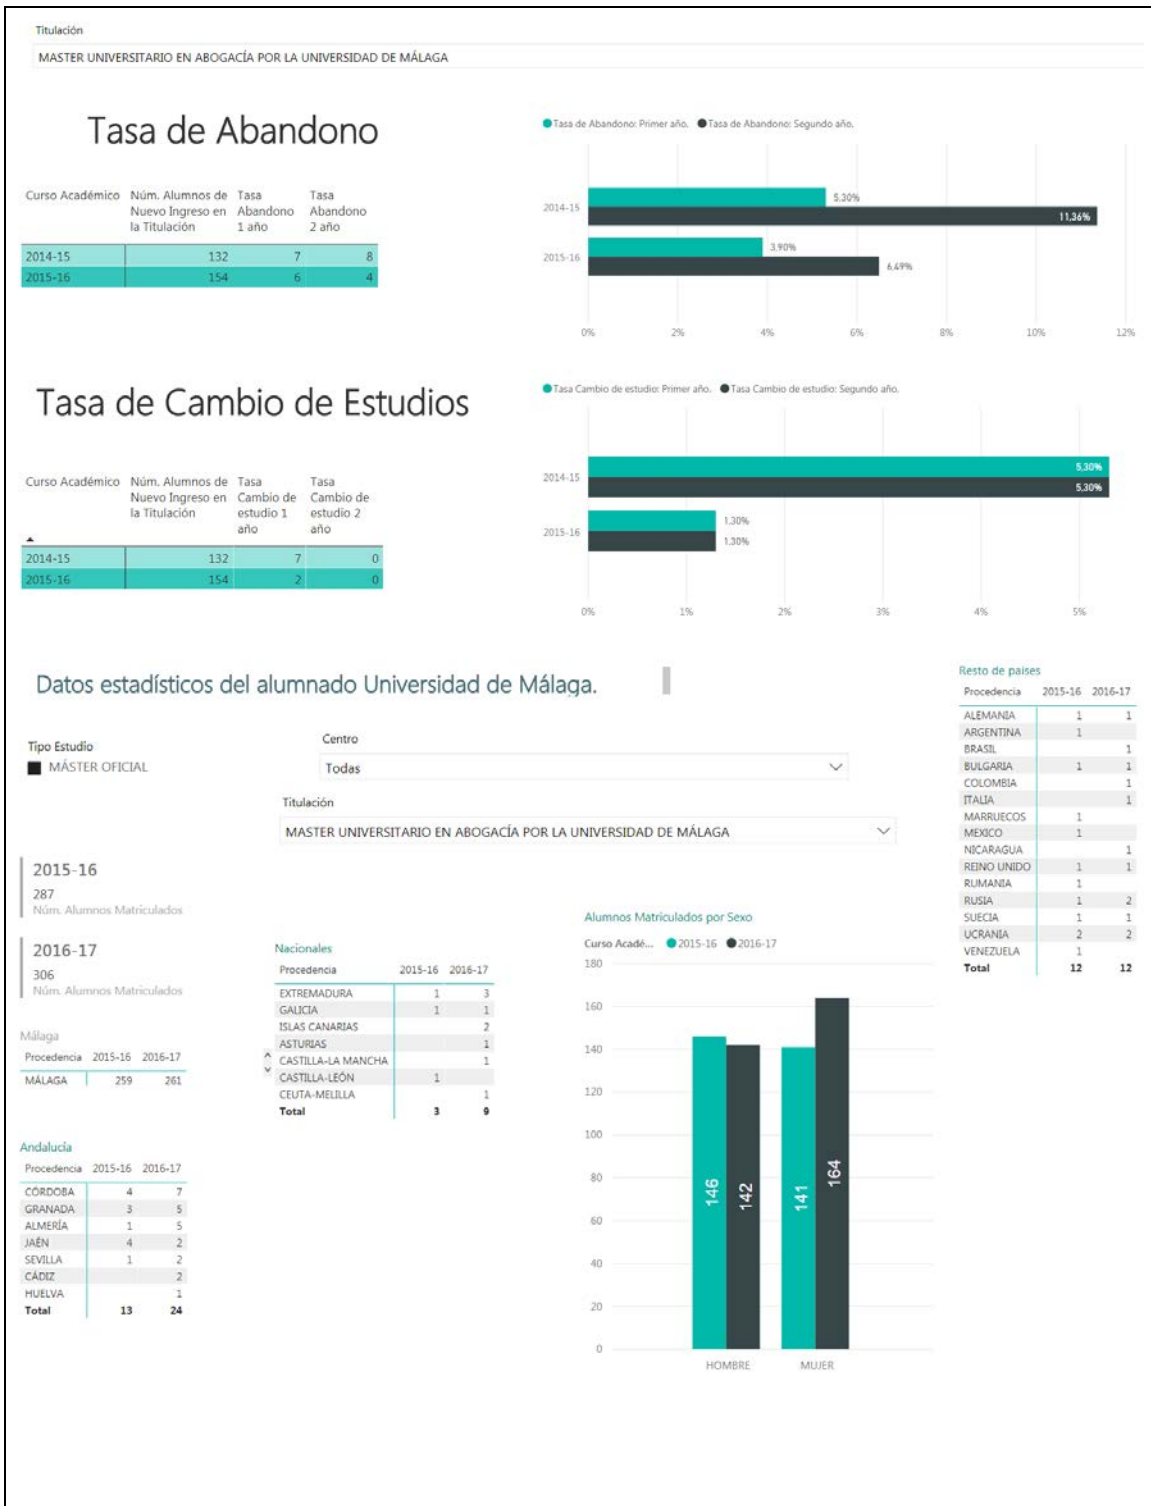 Titulación
MASTER UNIVERSITARIO EN ABOGACÍA POR LA UNIVERSIDAD DE MÁLAGA
Tasa de Abandono
Curso Académico Núm. Alumnos de Nuevo Ingreso en la Titulación Tasa Abandono 1 año Tasa Abandono 2 año
2014-15 132 7 8
2015-16 154 6 4
Tasa de Abandono: Primer año. Tasa de Abandono: Segundo año.
2014-15 5,30% 11,36%
2015-16 3,90% 6,49%
0% 2% 4% 6% 8% 10% 12%
Tasa de Cambio de Estudios
Curso Académico Núm. Alumnos de Nuevo Ingreso en la Titulación Tasa Cambio de estudio 1 año Tasa Cambio de estudio 2 año
2014-15 132 7 0
2015-16 154 2 0
Tasa Cambio de estudio: Primer año. Tasa Cambio de estudio: Segundo año.
2014-15 5,30% 5,30%
2015-16 1,30% 1,30%
0% 1% 2% 3% 4% 5%
Datos estadísticos del alumnado Universidad de Málaga.
Tipo Estudio
MÁSTER OFICIAL
Centro
Todas
Titulación
MASTER UNIVERSITARIO EN ABOGACÍA POR LA UNIVERSIDAD DE MÁLAGA
2015-16
287
Núm. Alumnos Matriculados
2016-17
306
Núm. Alumnos Matriculados
Málaga
Procedencia 2015-16 2016-17
MÁLAGA 259 261
Andalucía
Procedencia 2015-16 2016-17
CÓRDOBA 4 7
GRANADA 3 5
ALMERÍA 1 5
JAÉN 4 2
SEVILLA 1 2
CÁDIZ 2
HUELVA 1
Total 13 24
Nacionales
Procedencia 2015-16 2016-17
EXTREMADURA 1 3
GALICIA 1 1
ISLAS CANARIAS 2
ASTURIAS 1
CASTILLA-LA MANCHA 1
CASTILLA-LEÓN 1
CEUTA-MELILLA 1
Total 3 9
Alumnos Matriculados por Sexo
Curso Acadé... 2015-16 2016-17
180
160
140
120
100
80
60
40
20
0
146 142 141 164
HOMBRE MUJER
Resto de países
Procedencia 2015-16 2016-17
ALEMANIA 1 1
ARGENTINA 1
BRASIL 1
BULGARIA 1 1
COLOMBIA 1
ITALIA 1
MARRUECOS 1
MEXICO 1
NICARAGUA 1
REINO UNIDO 1 1
RUMANIA 1
RUSIA 1 2
SUECIA 1 1
UCRANIA 2 2
VENEZUELA 1
Total 12 12